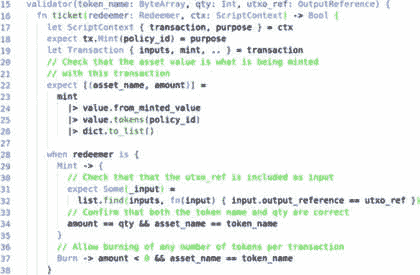 15 validator(token_name: ByteArray, qty: Int, utxo_ref: OutputReference) {
16 fn ticket(redeemer: Redeemer, ctx: ScriptContext) -> Bool {
17 let ScriptContext { transaction, purpose } = ctx
18 expect tx.Mint(policy_id) = purpose
19 let Transaction { inputs, mint, .. } = transaction
20 // Check that the asset value is what is being minted
21 // with this transaction
22 expect [(asset_name, amount)] =
23 mint
24 |> value.from_minted_value
25 |> value.tokens(policy_id)
26 |> dict.to_list()
27
28 when redeemer is {
29 Mint -> {
30 // Check that that the utxo_ref is included as input
31 expect Some(_input) =
32 list.find(inputs, fn(input) { input.output_reference == utxo_ref })
33 // Confirm that both the token name and qty are correct
34 amount == qty && asset_name == token_name
35 }
36 // Allow burning of any number of tokens per transaction
37 Burn -> amount < 0 && asset_name == token_name
38 }